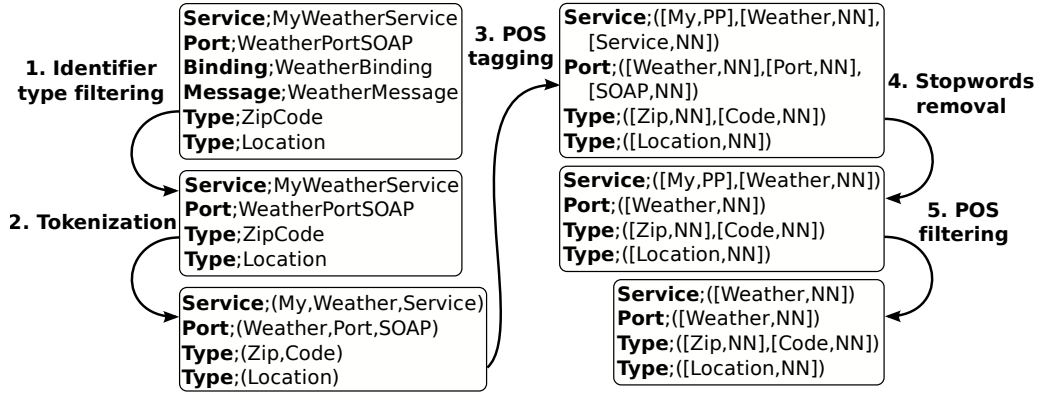 Service;MyWeatherService
Port;WeatherPortSOAP
Binding;WeatherBinding
Message;WeatherMessage
Type;ZipCode
Type;Location
1. Identifier
type filtering
Service;MyWeatherService
Port;WeatherPortSOAP
Type;ZipCode
Type;Location
2. Tokenization
Service;(My,Weather,Service)
Port;(Weather,Port,SOAP)
Type;(Zip,Code)
Type;(Location)
3. POS
tagging
Service;([My,PP],[Weather,NN],
[Service,NN])
Port;([Weather,NN],[Port,NN],
[SOAP,NN])
Type;([Zip,NN],[Code,NN])
Type;([Location,NN])
4. Stopwords
removal
Service;([My,PP],[Weather,NN])
Port;([Weather,NN])
Type;([Zip,NN],[Code,NN])
Type;([Location,NN])
5. POS
filtering
Service;([Weather,NN])
Port;([Weather,NN])
Type;([Zip,NN],[Code,NN])
Type;([Location,NN])